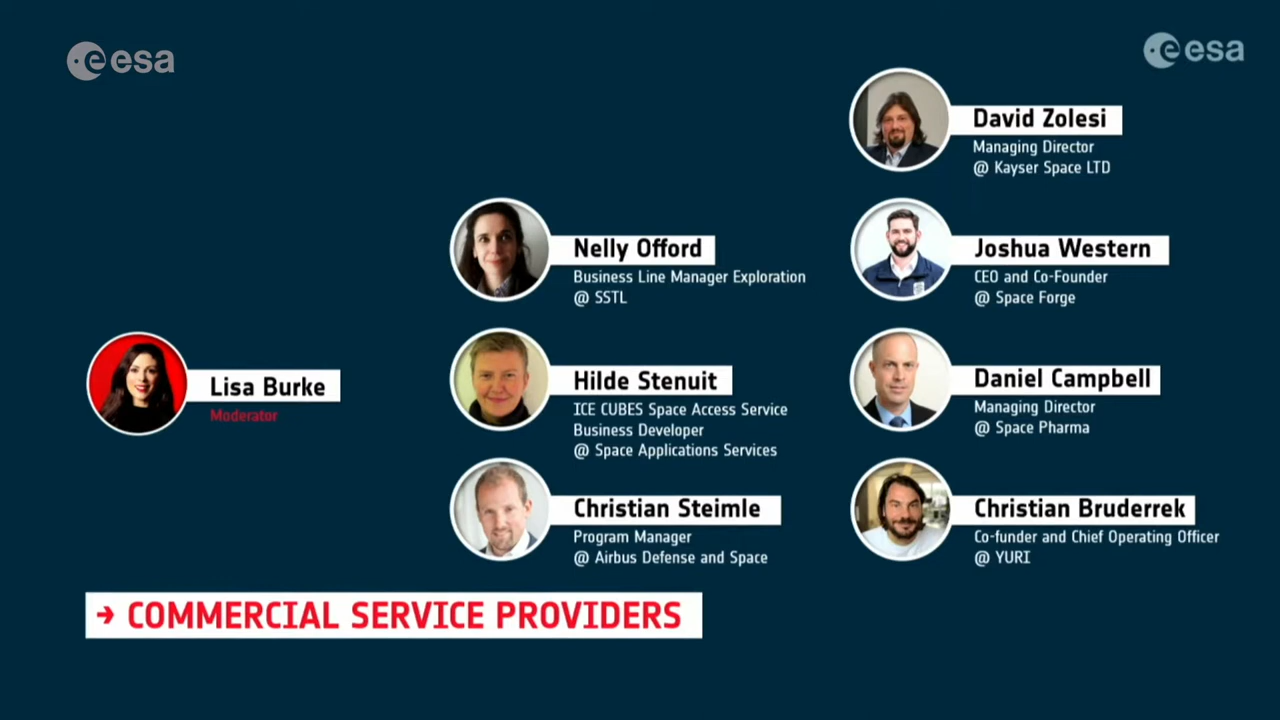 esa
esa
David Zolesi
Managing Director
@ Kayser Space LTD
Nelly Offord
Business Line Manager Exploration
@ SSTL
Joshua Western
CEO and Co-Founder
@ Space Forge
Lisa Burke
Moderator
Hilde Stenuit
ICE CUBES Space Access Service
Business Developer
@ Space Applications Services
Daniel Campbell
Managing Director
@ Space Pharma
Christian Steimle
Program Manager
@ Airbus Defense and Space
Christian Bruderrek
Co-funder and Chief Operating Officer
@ YURI
→ COMMERCIAL SERVICE PROVIDERS